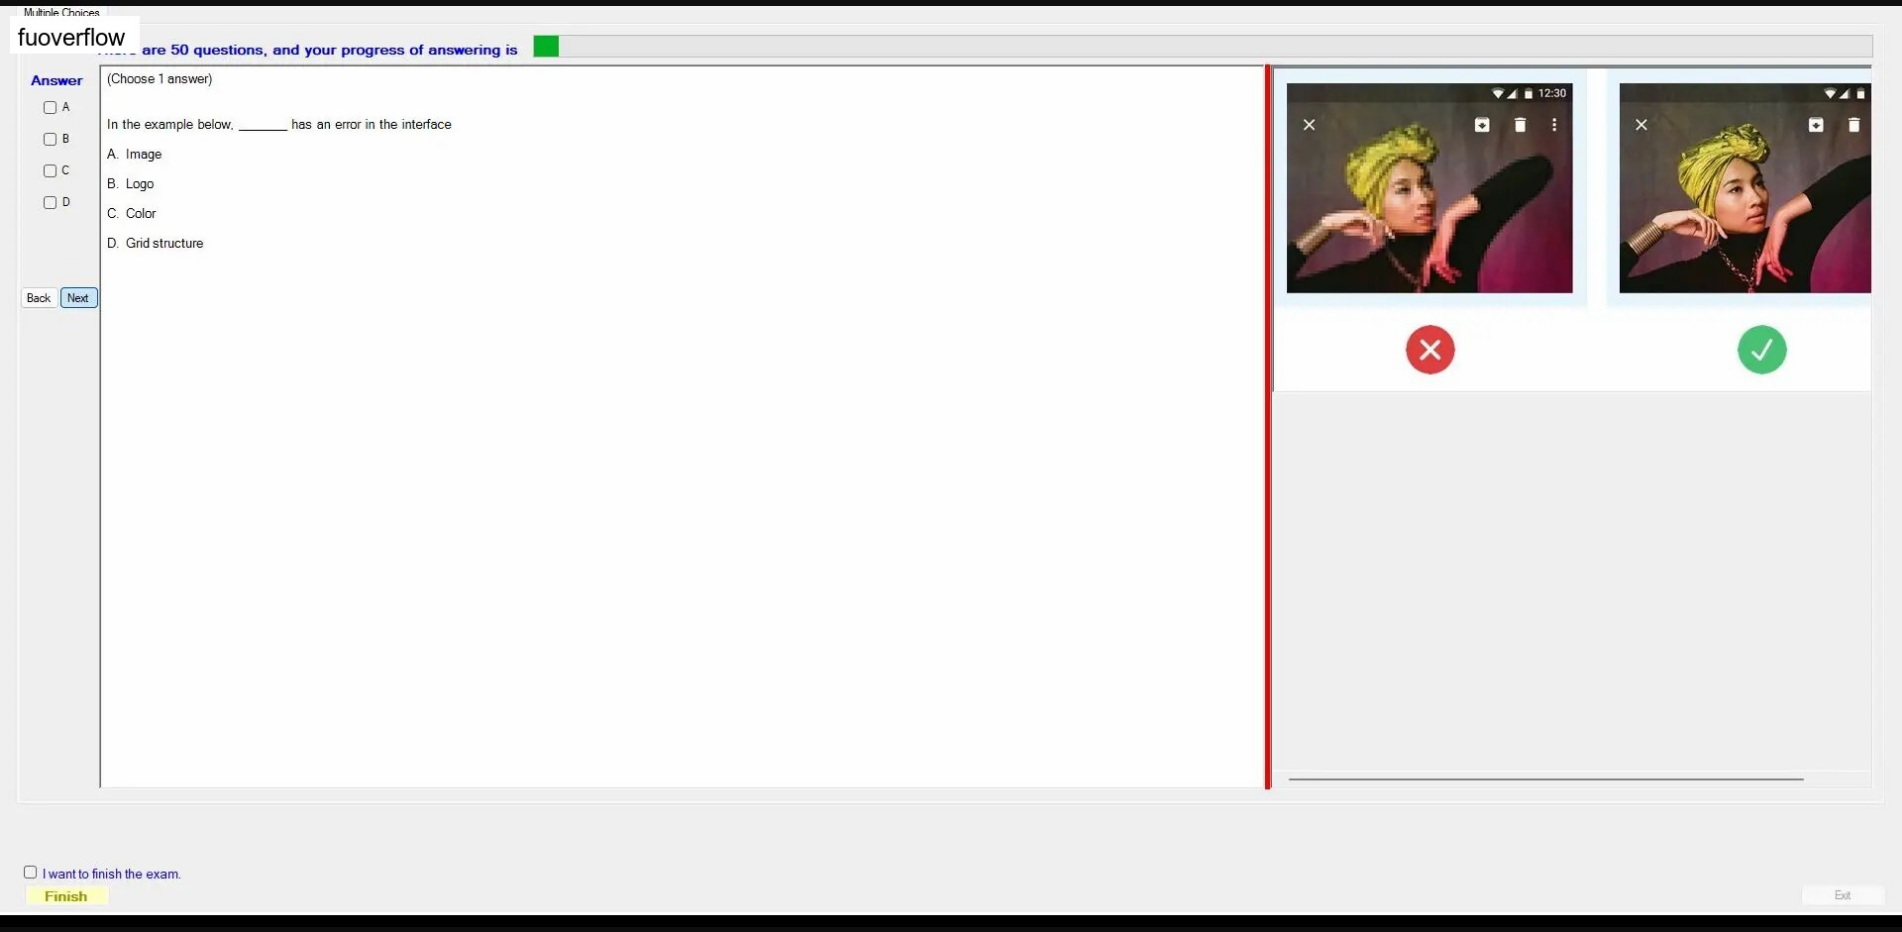 Multiple Choices
fuoverflow
are 50 questions, and your progress of answering is
Answer
A
B
C
D
Back Next
(Choose 1 answer)
In the example below, ______ has an error in the interface
A. Image
B. Logo
C. Color
D. Grid structure
12:30
I want to finish the exam.
Finish
Exit